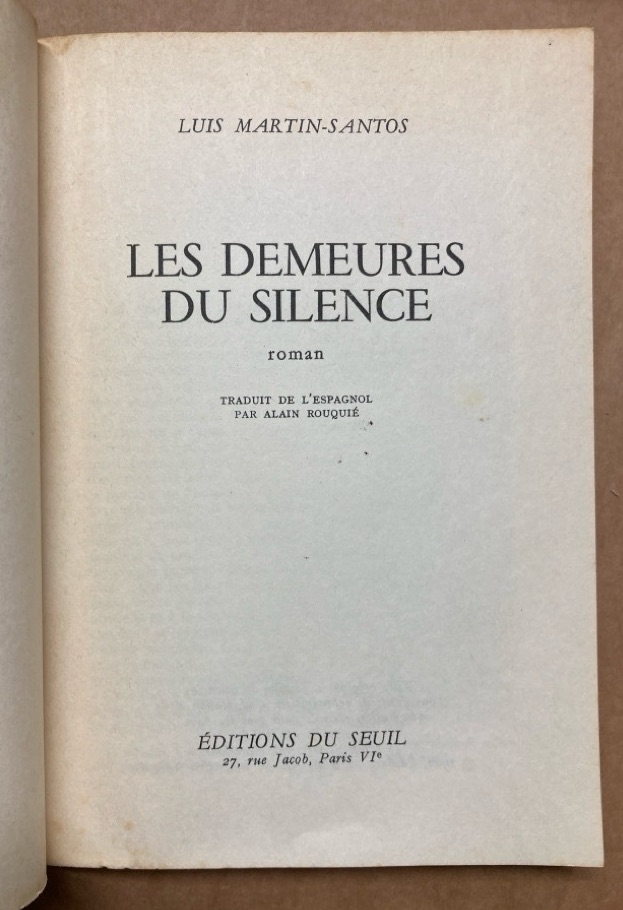 LUIS MARTIN-SANTOS
LES DEMEURES
DU SILENCE
roman
TRADUIT DE L'ESPAGNOL
PAR ALAIN ROUQUIÉ
ÉDITIONS DU SEUIL
27, rue Jacob, Paris VIᵉ